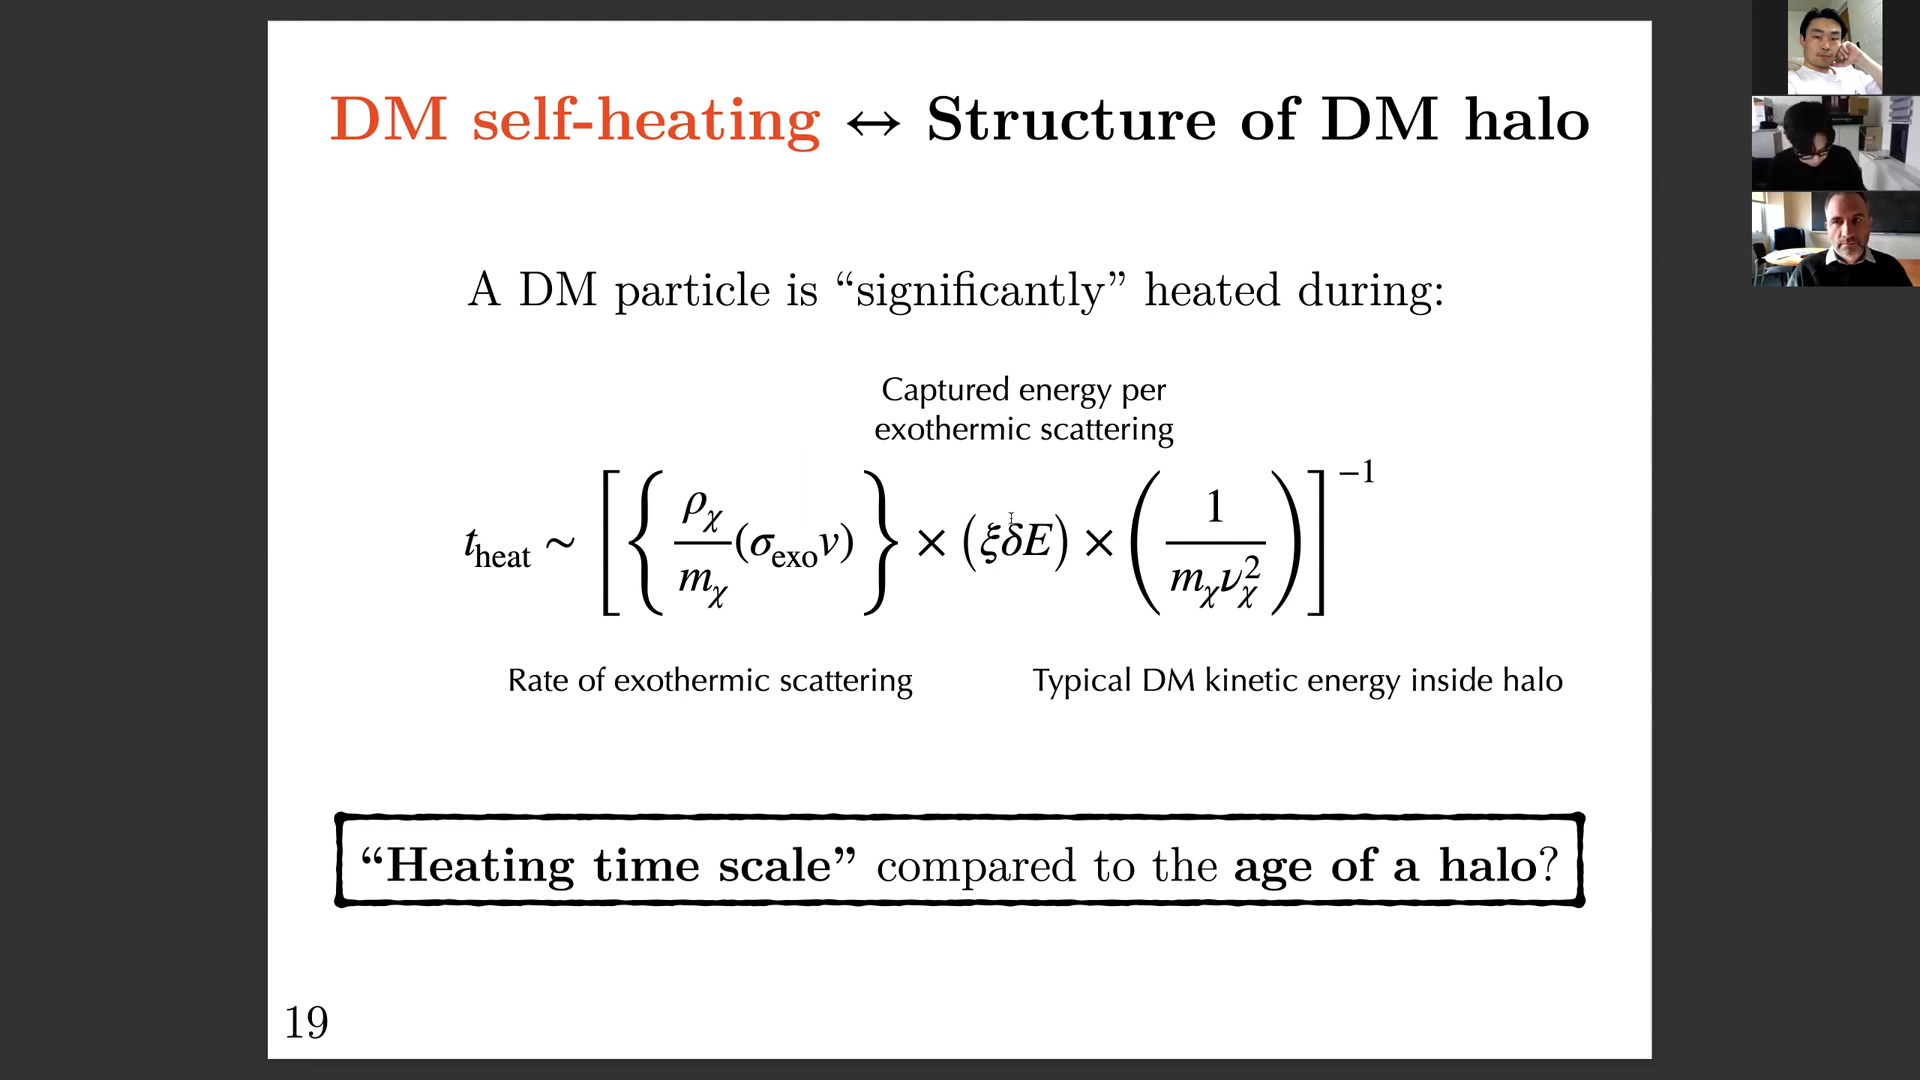 DM self-heating ↔ Structure of DM halo
A DM particle is “significantly” heated during:
Captured energy per
exothermic scattering
t_heat ∼ [ { ρ_χ / m_χ (σ_exo v) } × (ξδE) × ( 1 / m_χ v_χ^2 ) ]^−1
Rate of exothermic scattering
Typical DM kinetic energy inside halo
“Heating time scale” compared to the age of a halo?
19